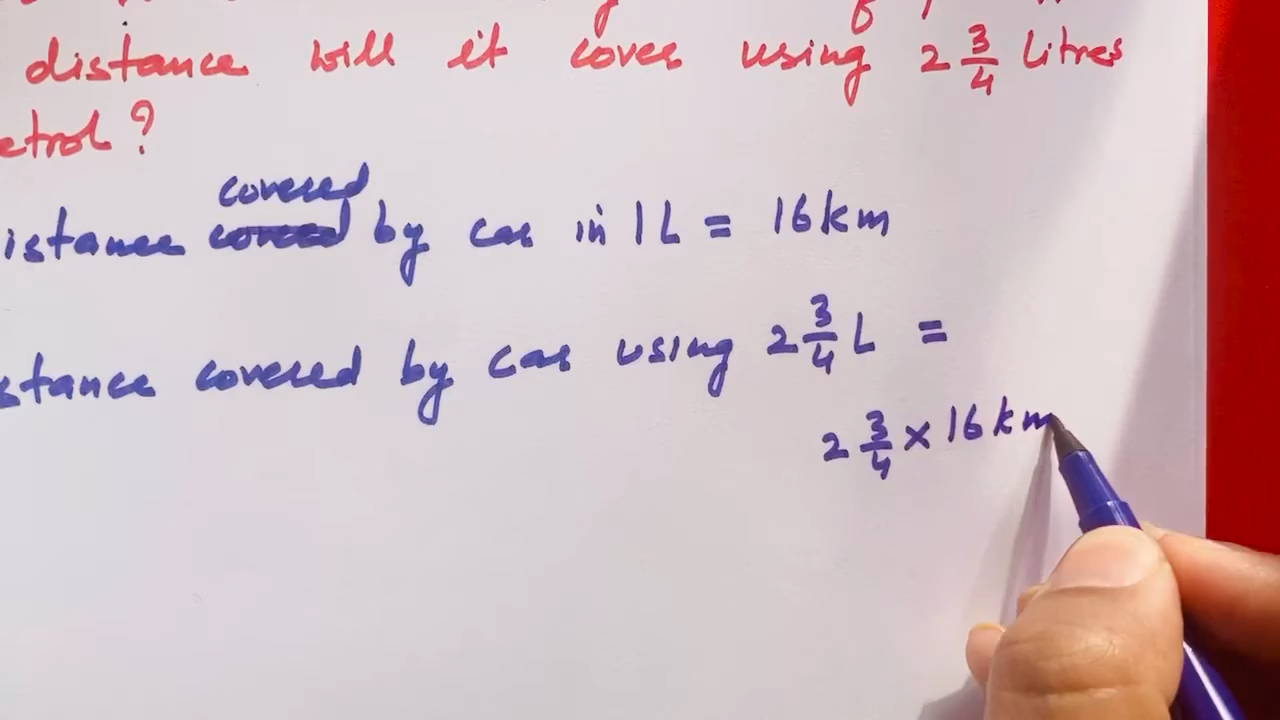 distance will it cover using 2 3/4 litres
etrol?
covered
istance by car in 1L = 16km
stance covered by car using 2 3/4 L =
2 3/4 × 16 km